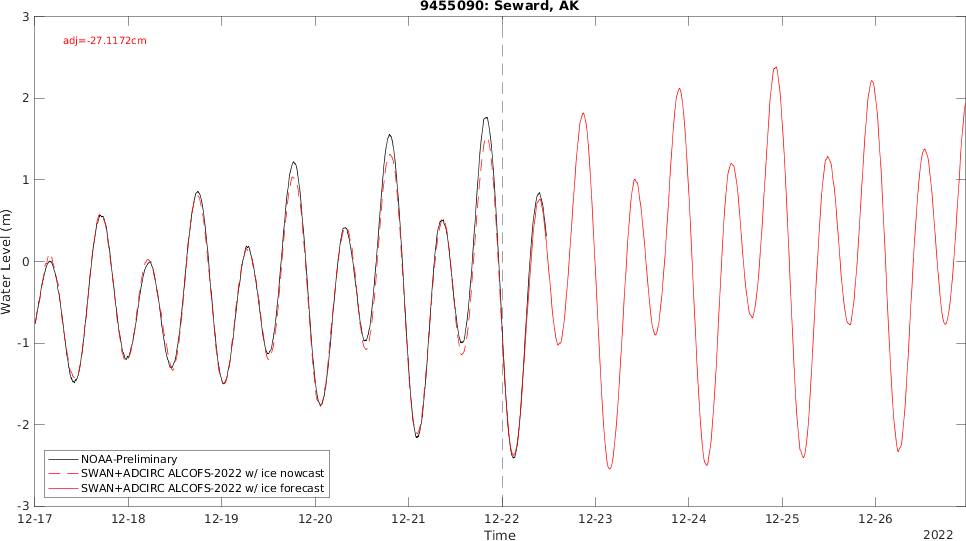 9455090: Seward, AK
adj=-27.1172cm
3
2
1
0
-1
-2
-3
Water Level (m)
NOAA-Preliminary
SWAN+ADCIRC ALCOFS-2022 w/ ice nowcast
SWAN+ADCIRC ALCOFS-2022 w/ ice forecast
12-17 12-18 12-19 12-20 12-21 12-22 12-23 12-24 12-25 12-26
Time
2022